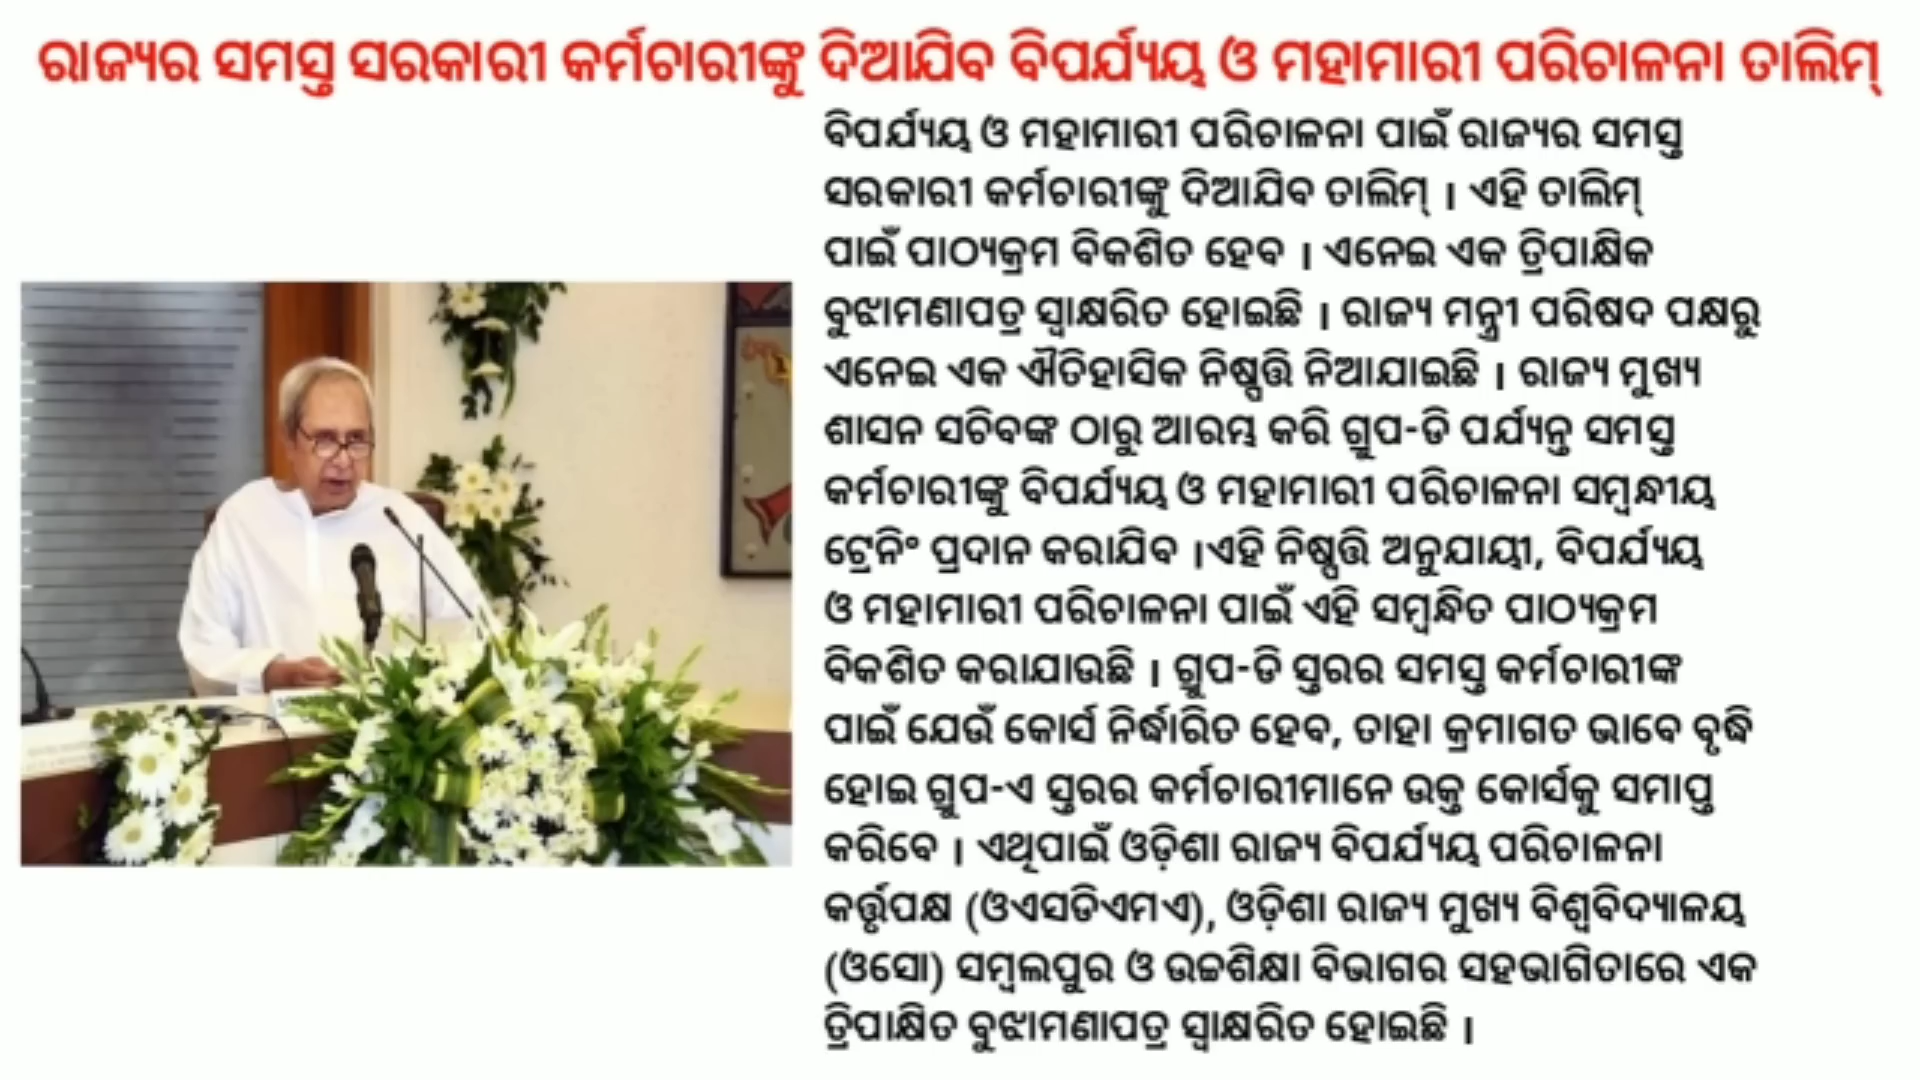 ରାଜ୍ୟର ସମସ୍ତ ସରକାରୀ କର୍ମଚାରୀଙ୍କୁ ଦିଆଯିବ ବିପର୍ଯ୍ୟୟ ଓ ମହାମାରୀ ପରିଚାଳନା ତାଲିମ୍
ବିପର୍ଯ୍ୟୟ ଓ ମହାମାରୀ ପରିଚାଳନା ପାଇଁ ରାଜ୍ୟର ସମସ୍ତ
ସରକାରୀ କର୍ମଚାରୀଙ୍କୁ ଦିଆଯିବ ତାଲିମ୍ । ଏହି ତାଲିମ୍
ପାଇଁ ପାଠ୍ୟକ୍ରମ ବିକଶିତ ହେବ । ଏନେଇ ଏକ ତ୍ରିପାକ୍ଷିକ
ବୁଝାମଣାପତ୍ର ସ୍ୱାକ୍ଷରିତ ହୋଇଛି । ରାଜ୍ୟ ମନ୍ତ୍ରୀ ପରିଷଦ ପକ୍ଷରୁ
ଏନେଇ ଏକ ଐତିହାସିକ ନିଷ୍ପତ୍ତି ନିଆଯାଇଛି । ରାଜ୍ୟ ମୁଖ୍ୟ
ଶାସନ ସଚିବଙ୍କ ଠାରୁ ଆରମ୍ଭ କରି ଗ୍ରୁପ-ଡି ପର୍ଯ୍ୟନ୍ତ ସମସ୍ତ
କର୍ମଚାରୀଙ୍କୁ ବିପର୍ଯ୍ୟୟ ଓ ମହାମାରୀ ପରିଚାଳନା ସମ୍ବନ୍ଧୀୟ
ଟ୍ରେନିଂ ପ୍ରଦାନ କରାଯିବ ।ଏହି ନିଷ୍ପତ୍ତି ଅନୁଯାୟୀ, ବିପର୍ଯ୍ୟୟ
ଓ ମହାମାରୀ ପରିଚାଳନା ପାଇଁ ଏହି ସମ୍ବନ୍ଧିତ ପାଠ୍ୟକ୍ରମ
ବିକଶିତ କରାଯାଉଛି । ଗ୍ରୁପ-ଡି ସ୍ତରର ସମସ୍ତ କର୍ମଚାରୀଙ୍କ
ପାଇଁ ଯେଉଁ କୋର୍ସ ନିର୍ଦ୍ଧାରିତ ହେବ, ତାହା କ୍ରମାଗତ ଭାବେ ବୃଦ୍ଧି
ହୋଇ ଗ୍ରୁପ-ଏ ସ୍ତରର କର୍ମଚାରୀମାନେ ଉକ୍ତ କୋର୍ସକୁ ସମାପ୍ତ
କରିବେ । ଏଥିପାଇଁ ଓଡ଼ିଶା ରାଜ୍ୟ ବିପର୍ଯ୍ୟୟ ପରିଚାଳନା
କର୍ତ୍ତୃପକ୍ଷ (ଓଏସଡିଏମଏ), ଓଡ଼ିଶା ରାଜ୍ୟ ମୁଖ୍ୟ ବିଶ୍ୱବିଦ୍ୟାଳୟ
(ଓସୋ) ସମ୍ବଲପୁର ଓ ଉଚ୍ଚଶିକ୍ଷା ବିଭାଗର ସହଭାଗିତାରେ ଏକ
ତ୍ରିପାକ୍ଷିତ ବୁଝାମଣାପତ୍ର ସ୍ୱାକ୍ଷରିତ ହୋଇଛି ।